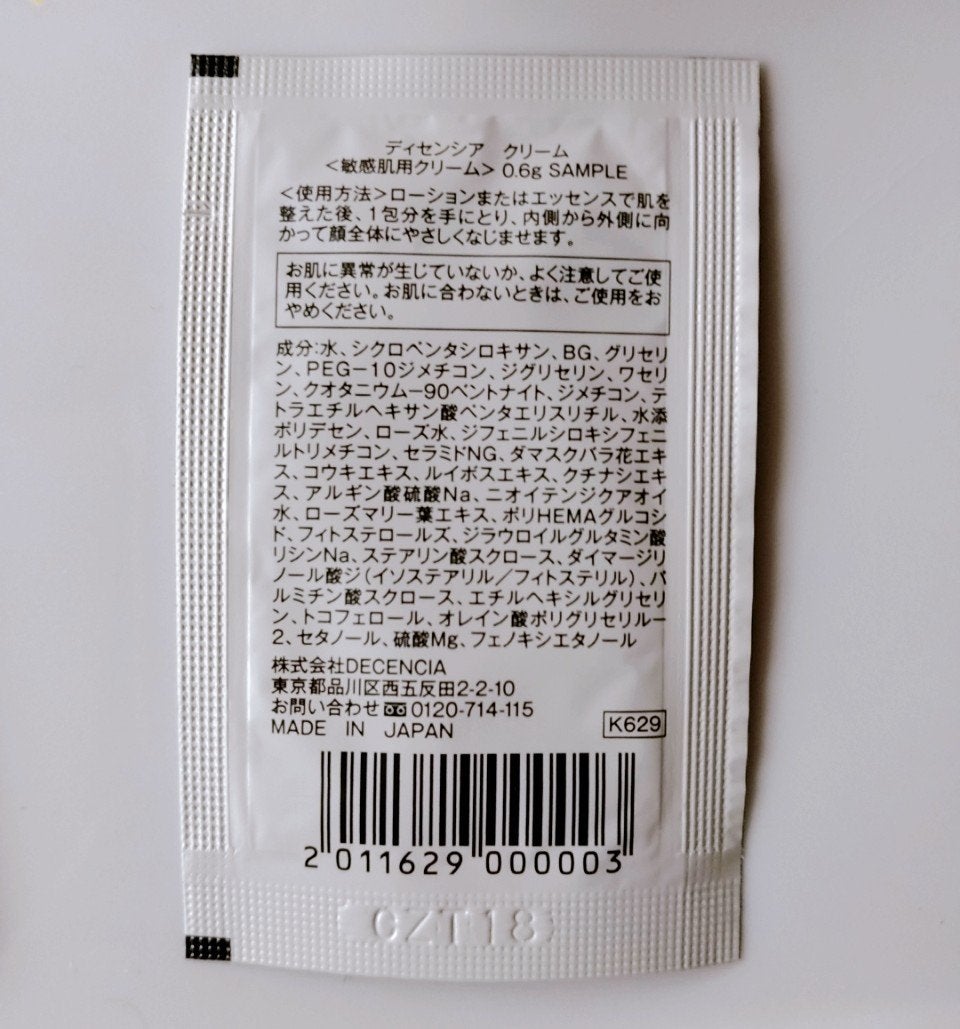 ディセンシア　クリーム
＜敏感肌用クリーム＞ 0.6g SAMPLE
＜使用方法＞ローションまたはエッセンスで肌を
整えた後、1包分を手にとり、内側から外側に向
かって顔全体にやさしくなじませます。
お肌に異常が生じていないか、よく注意してご使
用ください。お肌に合わないときは、ご使用をお
やめください。
成分：水、シクロペンタシロキサン、BG、グリセリ
ン、PEG－10ジメチコン、ジグリセリン、ワセリ
ン、クオタニウム－90ベントナイト、ジメチコン、テ
トラエチルヘキサン酸ペンタエリスリチル、水添
ポリデセン、ローズ水、ジフェニルシロキシフェニ
ルトリメチコン、セラミドNG、ダマスクバラ花エキ
ス、コウキエキス、ルイボスエキス、クチナシエキ
ス、アルギン酸硫酸Na、ニオイテンジクアオイ
水、ローズマリー葉エキス、ポリHEMAグルコシ
ド、フィトステロールズ、ジラウロイルグルタミン酸
リシンNa、ステアリン酸スクロース、ダイマージリ
ノール酸ジ（イソステアリル／フィトステリル）、パ
ルミチン酸スクロース、エチルヘキシルグリセリ
ン、トコフェロール、オレイン酸ポリグリセリル－
2、セタノール、硫酸Mg、フェノキシエタノール
株式会社DECENCIA
東京都品川区西五反田2-2-10
お問い合わせ 0120-714-115
MADE IN JAPAN
K629
2 011629 000003
CZT18